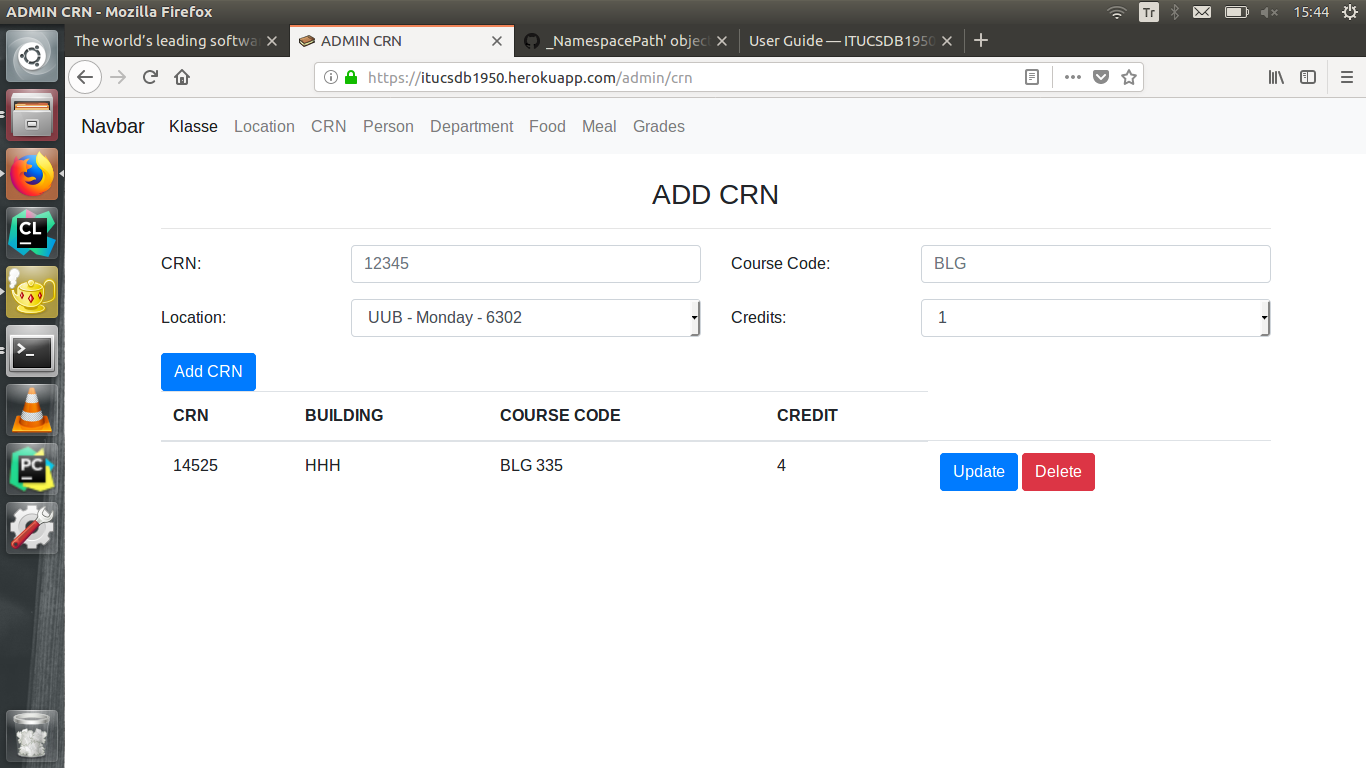 ADMIN CRN - Mozilla Firefox
Tr
15:44
The world's leading softwa
ADMIN CRN
_NamespacePath' objec
User Guide — ITUCSDB1950
https://itucsdb1950.herokuapp.com/admin/crn
Navbar Klasse Location CRN Person Department Food Meal Grades
ADD CRN
CRN: 12345 Course Code: BLG
Location: UUB - Monday - 6302 Credits: 1
Add CRN
CRN BUILDING COURSE CODE CREDIT
14525 HHH BLG 335 4 Update Delete
CL
>_
PC